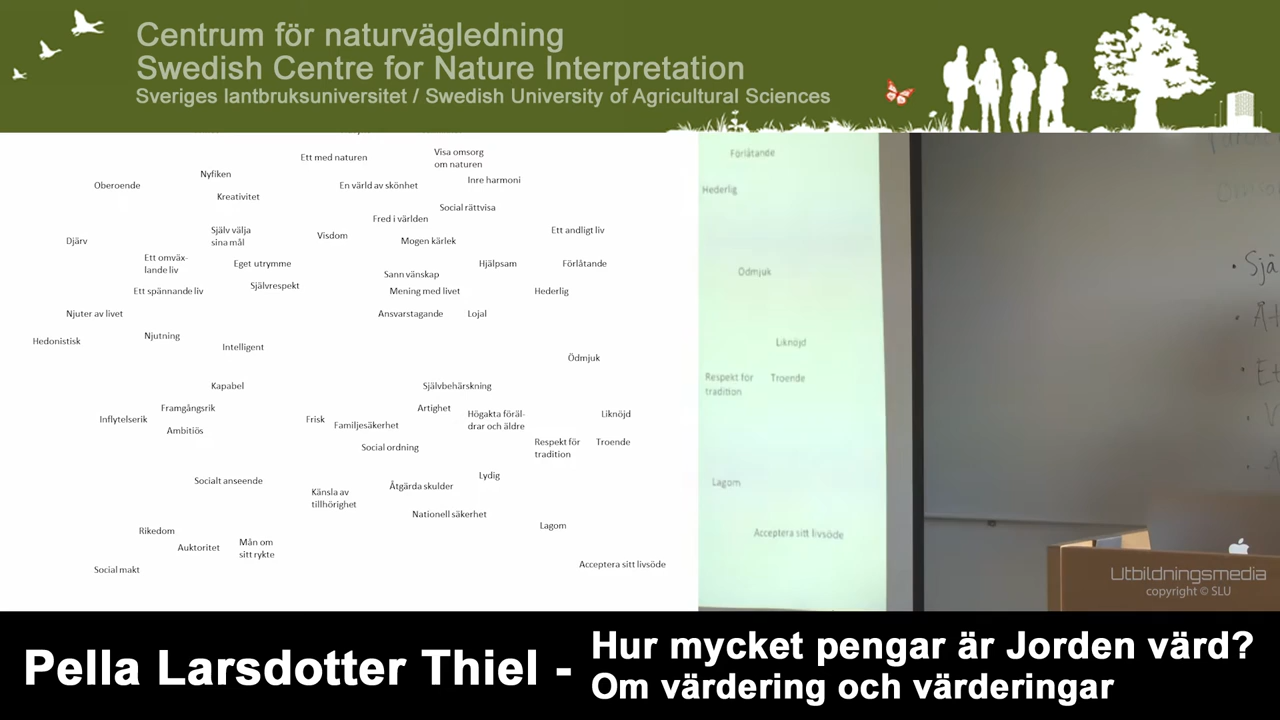 Centrum för naturvägledning
Swedish Centre for Nature Interpretation
Sveriges lantbruksuniversitet / Swedish University of Agricultural Sciences
Ett med naturen
Visa omsorg
om naturen
Nyfiken
Oberoende
En värld av skönhet
Inre harmoni
Kreativitet
Social rättvisa
Fred i världen
Själv välja
sina mål
Visdom
Mogen kärlek
Ett andligt liv
Djärv
Ett omväx-
lande liv
Eget utrymme
Hjälpsam
Förlåtande
Sann vänskap
Självrespekt
Ett spännande liv
Mening med livet
Hederlig
Njuter av livet
Ansvarstagande
Lojal
Njutning
Hedonistisk
Intelligent
Ödmjuk
Kapabel
Självbehärskning
Framgångsrik
Artighet
Högakta föräl-
drar och äldre
Liknöjd
Inflytelserik
Frisk
Familjesäkerhet
Ambitiös
Social ordning
Respekt för
tradition
Troende
Socialt anseende
Lydig
Åtgärda skulder
Känsla av
tillhörighet
Nationell säkerhet
Lagom
Rikedom
Auktoritet
Mån om
sitt rykte
Social makt
Acceptera sitt livsöde
Förlåtande
Hederlig
Ödmjuk
Liknöjd
Respekt för
tradition
Troende
Lagom
Acceptera sitt livsöde
• Sjä
Utbildningsmedia
copyright © SLU
Pella Larsdotter Thiel -
Hur mycket pengar är Jorden värd?
Om värdering och värderingar